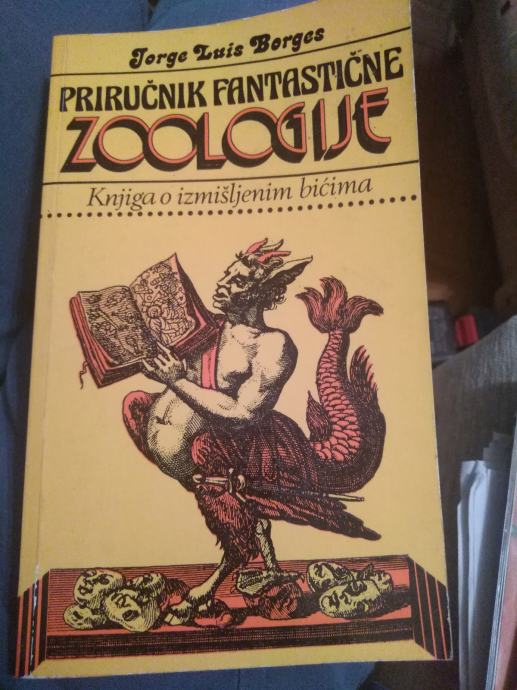 Jorge Luis Borges
PRIRUČNIK FANTASTIČNE
ZOOLOGIJE
Knjiga o izmišljenim bićima